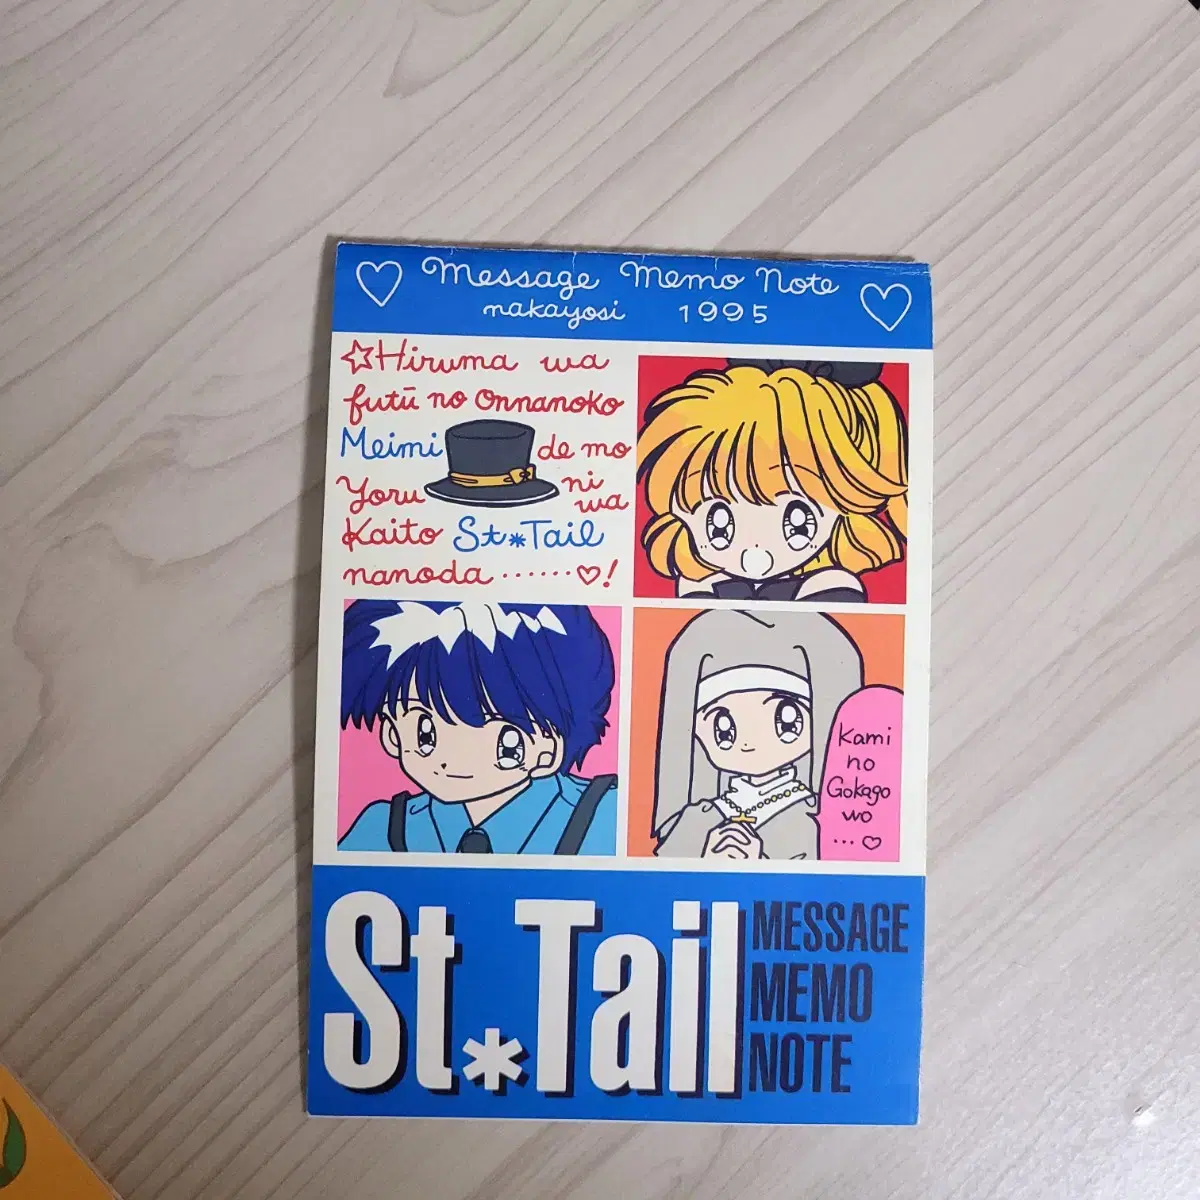 ♡ Message Memo Note ♡
nakayosi 1995
☆Hiruma wa
futū no Onnanoko
Meimi de mo
Yoru ni wa
Kaito St*Tail
nanoda ······♡!
Kami
no
Gokago
wo
... ♡
St*Tail
MESSAGE
MEMO
NOTE